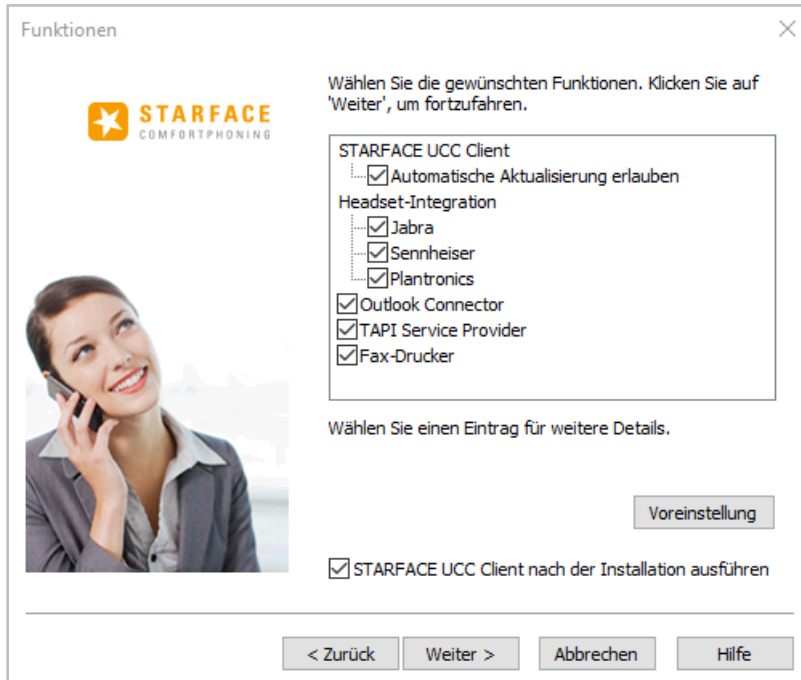 Funktionen
STARFACE
COMFORTPHONING
Wählen Sie die gewünschten Funktionen. Klicken Sie auf
'Weiter', um fortzufahren.
STARFACE UCC Client
Automatische Aktualisierung erlauben
Headset-Integration
Jabra
Sennheiser
Plantronics
Outlook Connector
TAPI Service Provider
Fax-Drucker
Wählen Sie einen Eintrag für weitere Details.
Voreinstellung
STARFACE UCC Client nach der Installation ausführen
< Zurück
Weiter >
Abbrechen
Hilfe